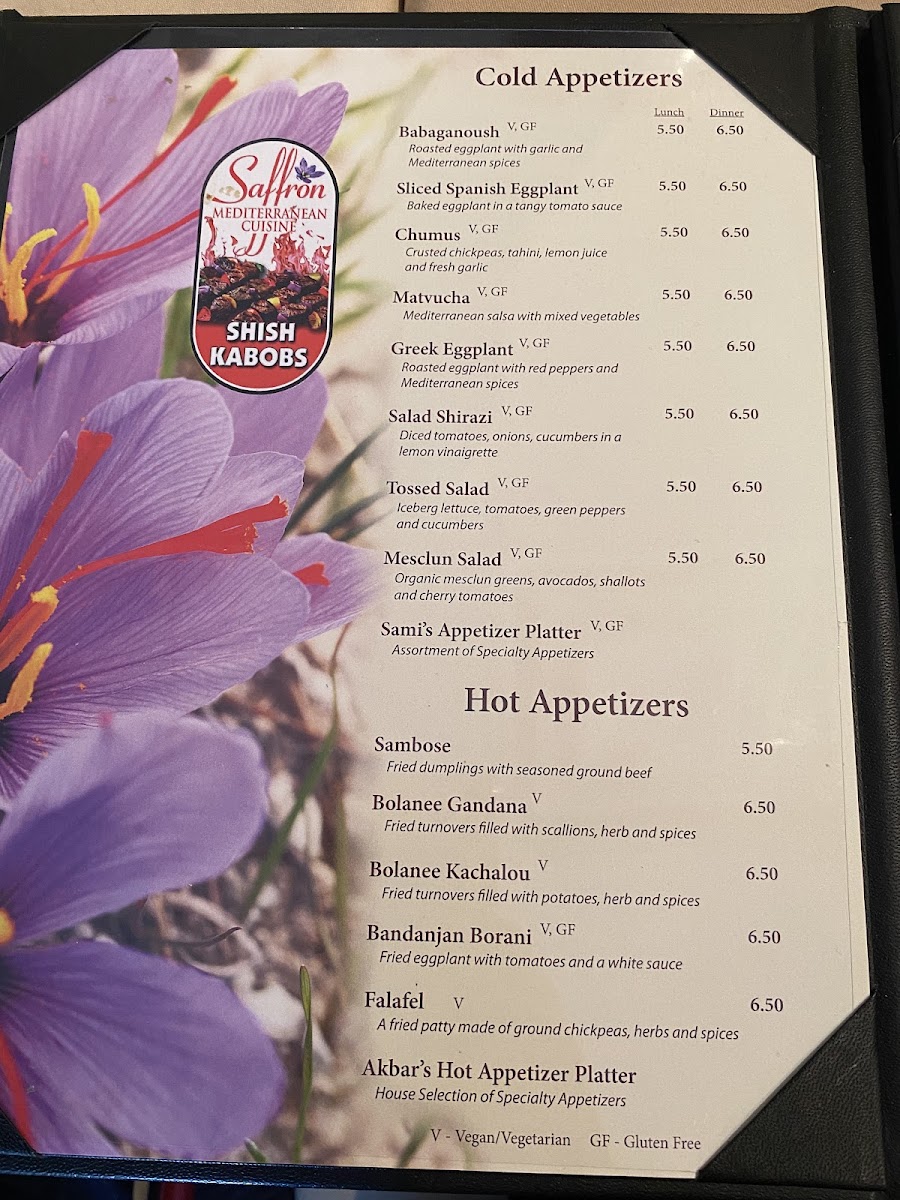 Saffron
MEDITERRANEAN
CUISINE
SHISH
KABOBS
Cold Appetizers
Lunch Dinner
Babaganoush V, GF 5.50 6.50
Roasted eggplant with garlic and
Mediterranean spices
Sliced Spanish Eggplant V, GF 5.50 6.50
Baked eggplant in a tangy tomato sauce
Chumus V, GF 5.50 6.50
Crusted chickpeas, tahini, lemon juice
and fresh garlic
Matvucha V, GF 5.50 6.50
Mediterranean salsa with mixed vegetables
Greek Eggplant V, GF 5.50 6.50
Roasted eggplant with red peppers and
Mediterranean spices
Salad Shirazi V, GF 5.50 6.50
Diced tomatoes, onions, cucumbers in a
lemon vinaigrette
Tossed Salad V, GF 5.50 6.50
Iceberg lettuce, tomatoes, green peppers
and cucumbers
Mesclun Salad V, GF 5.50 6.50
Organic mesclun greens, avocados, shallots
and cherry tomatoes
Sami's Appetizer Platter V, GF
Assortment of Specialty Appetizers
Hot Appetizers
Sambose 5.50
Fried dumplings with seasoned ground beef
Bolanee Gandana V 6.50
Fried turnovers filled with scallions, herb and spices
Bolanee Kachalou V 6.50
Fried turnovers filled with potatoes, herb and spices
Bandanjan Borani V, GF 6.50
Fried eggplant with tomatoes and a white sauce
Falafel V 6.50
A fried patty made of ground chickpeas, herbs and spices
Akbar's Hot Appetizer Platter
House Selection of Specialty Appetizers
V - Vegan/Vegetarian GF - Gluten Free